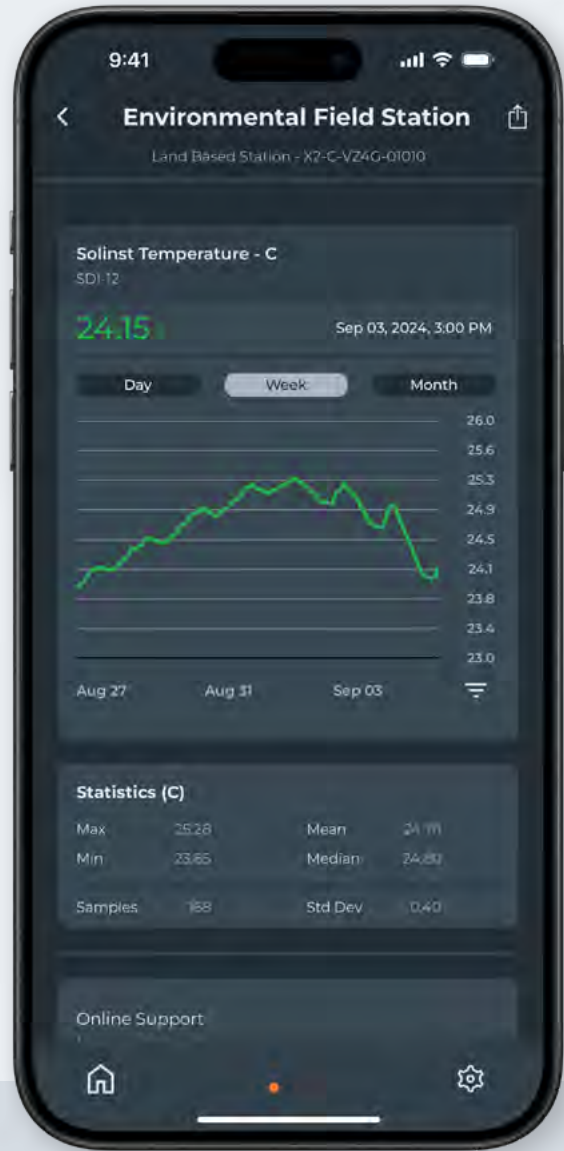 9:41
Environmental Field Station
Land Based Station - X2-C-VZ4G-01010
Solinst Temperature - C
SDI-12
24.15
Sep 03, 2024, 3:00 PM
Day Week Month
26.0
25.6
25.3
24.9
24.5
24.1
23.8
23.4
23.0
Aug 27 Aug 31 Sep 03
Statistics (C)
Max 25.28 Mean
Min 23.85 Median 24.80
Samples 168 Std Dev 0.40
Online Support